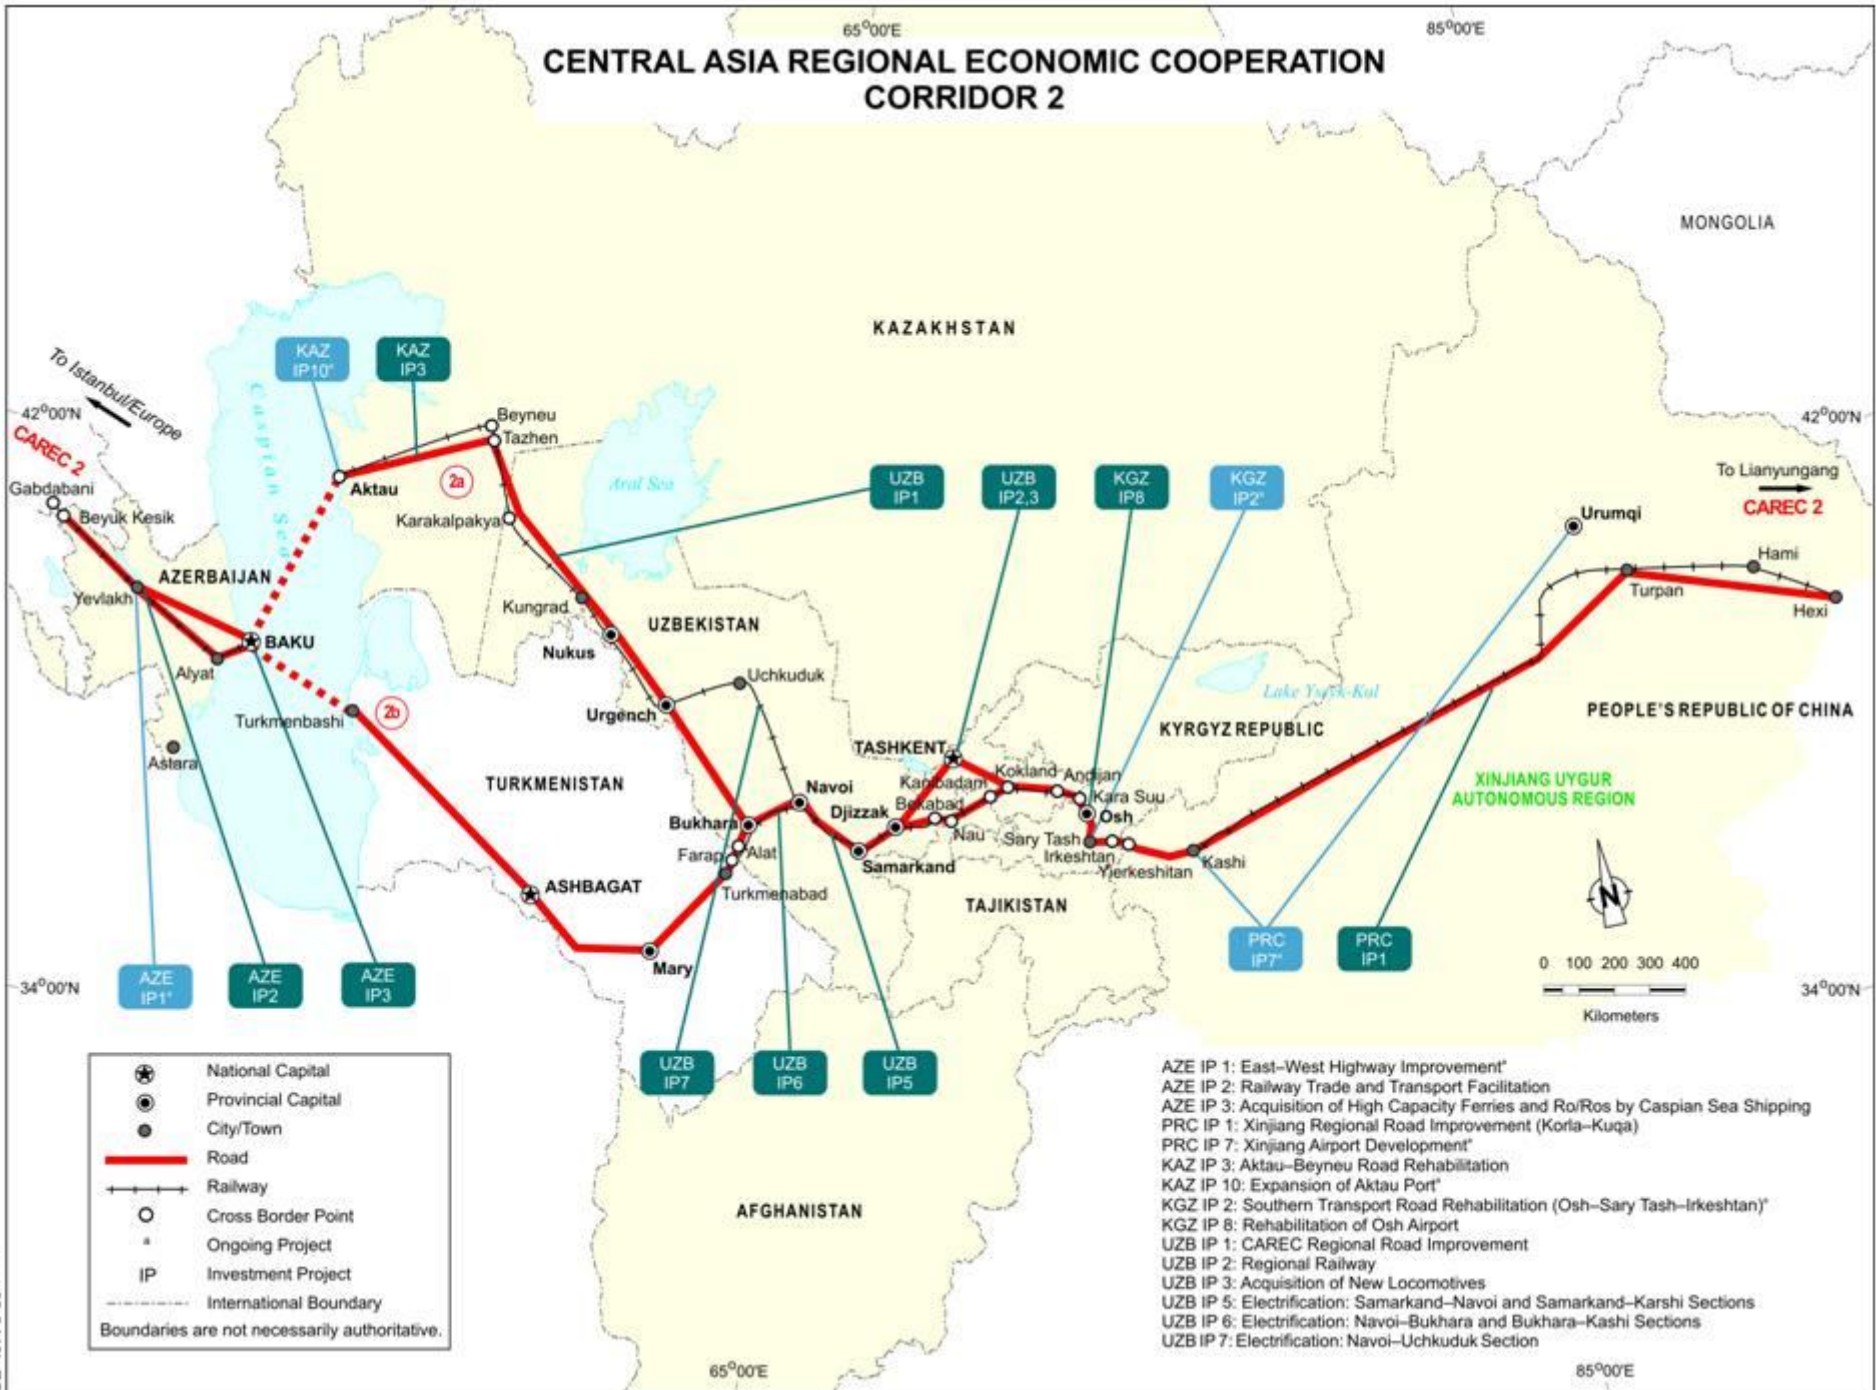 65°00'E
85°00'E
CENTRAL ASIA REGIONAL ECONOMIC COOPERATION
CORRIDOR 2
MONGOLIA
KAZAKHSTAN
To Istanbul/Europe
KAZ
IP10ª
KAZ
IP3
42°00'N
42°00'N
CAREC 2
Caspian Sea
Beyneu
Tazhen
Aktau
2a
Aral Sea
UZB
IP1
UZB
IP2,3
KGZ
IP8
KGZ
IP2ª
To Lianyungang
CAREC 2
Gabdabani
Beyuk Kesik
Karakalpakya
Urumqi
Hami
AZERBAIJAN
Yevlakh
Turpan
Hexi
Kungrad
UZBEKISTAN
Nukus
BAKU
Alyat
Uchkuduk
Lake Ysyk-Kul
Turkmenbashi
2b
Urgench
KYRGYZ REPUBLIC
PEOPLE'S REPUBLIC OF CHINA
Astara
TURKMENISTAN
TASHKENT
Kanibadam
Kokland
Andijan
XINJIANG UYGUR
AUTONOMOUS REGION
Navoi
Bekabad
Kara Suu
Bukhara
Djizzak
Osh
Nau
Sary Tash
Farap
Alat
Irkeshtan
Kashi
Samarkand
Yierkeshitan
ASHBAGAT
Turkmenabad
TAJIKISTAN
N
Mary
PRC
IP7ª
PRC
IP1
AZE
IP1ª
AZE
IP2
AZE
IP3
0 100 200 300 400
Kilometers
34°00'N
34°00'N
UZB
IP7
UZB
IP6
UZB
IP5
National Capital
Provincial Capital
City/Town
Road
Railway
Cross Border Point
ª Ongoing Project
IP Investment Project
International Boundary
Boundaries are not necessarily authoritative.
AFGHANISTAN
AZE IP 1: East–West Highway Improvementª
AZE IP 2: Railway Trade and Transport Facilitation
AZE IP 3: Acquisition of High Capacity Ferries and Ro/Ros by Caspian Sea Shipping
PRC IP 1: Xinjiang Regional Road Improvement (Korla–Kuqa)
PRC IP 7: Xinjiang Airport Developmentª
KAZ IP 3: Aktau–Beyneu Road Rehabilitation
KAZ IP 10: Expansion of Aktau Portª
KGZ IP 2: Southern Transport Road Rehabilitation (Osh–Sary Tash–Irkeshtan)ª
KGZ IP 8: Rehabilitation of Osh Airport
UZB IP 1: CAREC Regional Road Improvement
UZB IP 2: Regional Railway
UZB IP 3: Acquisition of New Locomotives
UZB IP 5: Electrification: Samarkand–Navoi and Samarkand–Karshi Sections
UZB IP 6: Electrification: Navoi–Bukhara and Bukhara–Kashi Sections
UZB IP 7: Electrification: Navoi–Uchkuduk Section
65°00'E
85°00'E